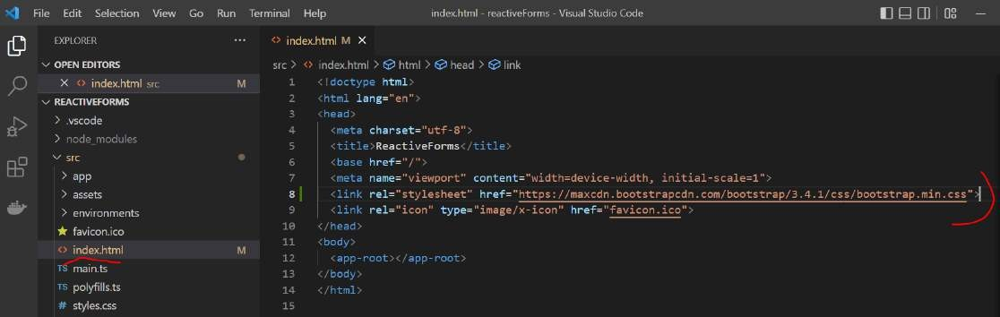 File Edit Selection View Go Run Terminal Help index.html - reactiveForms - Visual Studio Code
EXPLORER ···
OPEN EDITORS
index.html src M
REACTIVEFORMS
.vscode
node_modules
src
app
assets
environments
favicon.ico
index.html M
TS main.ts
TS polyfills.ts
# styles.css
index.html M
src > index.html > html > head > link
1 <!doctype html>
2 <html lang="en">
3 <head>
4 <meta charset="utf-8">
5 <title>ReactiveForms</title>
6 <base href="/">
7 <meta name="viewport" content="width=device-width, initial-scale=1">
8 <link rel="stylesheet" href="https://maxcdn.bootstrapcdn.com/bootstrap/3.4.1/css/bootstrap.min.css">
9 <link rel="icon" type="image/x-icon" href="favicon.ico">
10 </head>
11 <body>
12 <app-root></app-root>
13 </body>
14 </html>
15